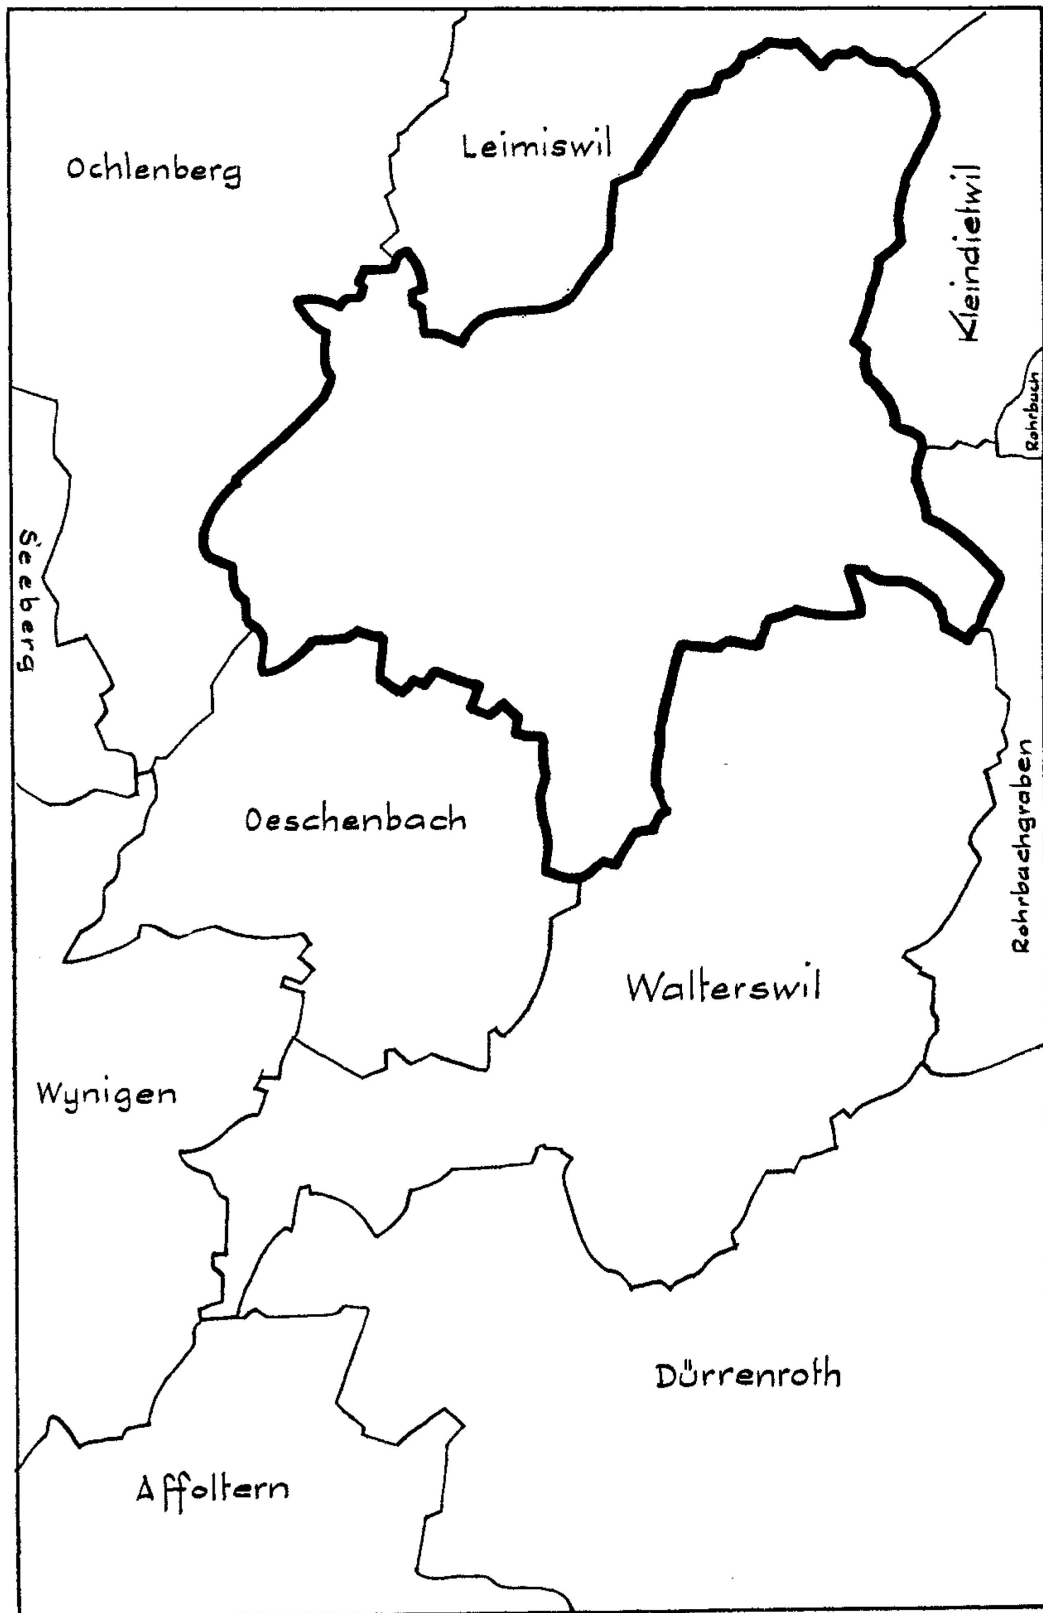 Leimiswil
Ochlenberg
Kleindietwil
Rohrbach
Seeberg
Oeschenbach
Rohrbachgraben
Walterswil
Wynigen
Dürrenroth
Affoltern